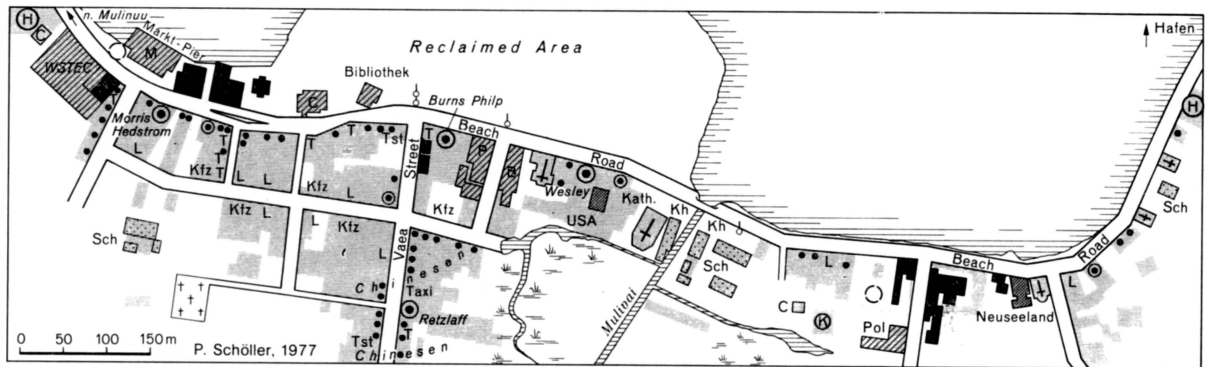 H
n. Mulinuu
Markt-Pier
Reclaimed Area
Hafen
C
M
WSTEC
Bibliothek
C
Burns Philp
H
Morris
Hedstrom
T
T
T
Tst
T
Beach
Road
P
B
Street
L
Kfz
T
L
Kfz
L
Kfz
Wesley
USA
Kath.
Kh
Kh
Sch
Kfz
L
L
Kfz
L
Vaea
Sch
Sch
Beach
Road
L
L
Chinesen
Taxi
Retzlaff
T
Tst
Chinesen
Mulivai
C
K
Pol
Neuseeland
0 50 100 150 m
P. Schöller, 1977